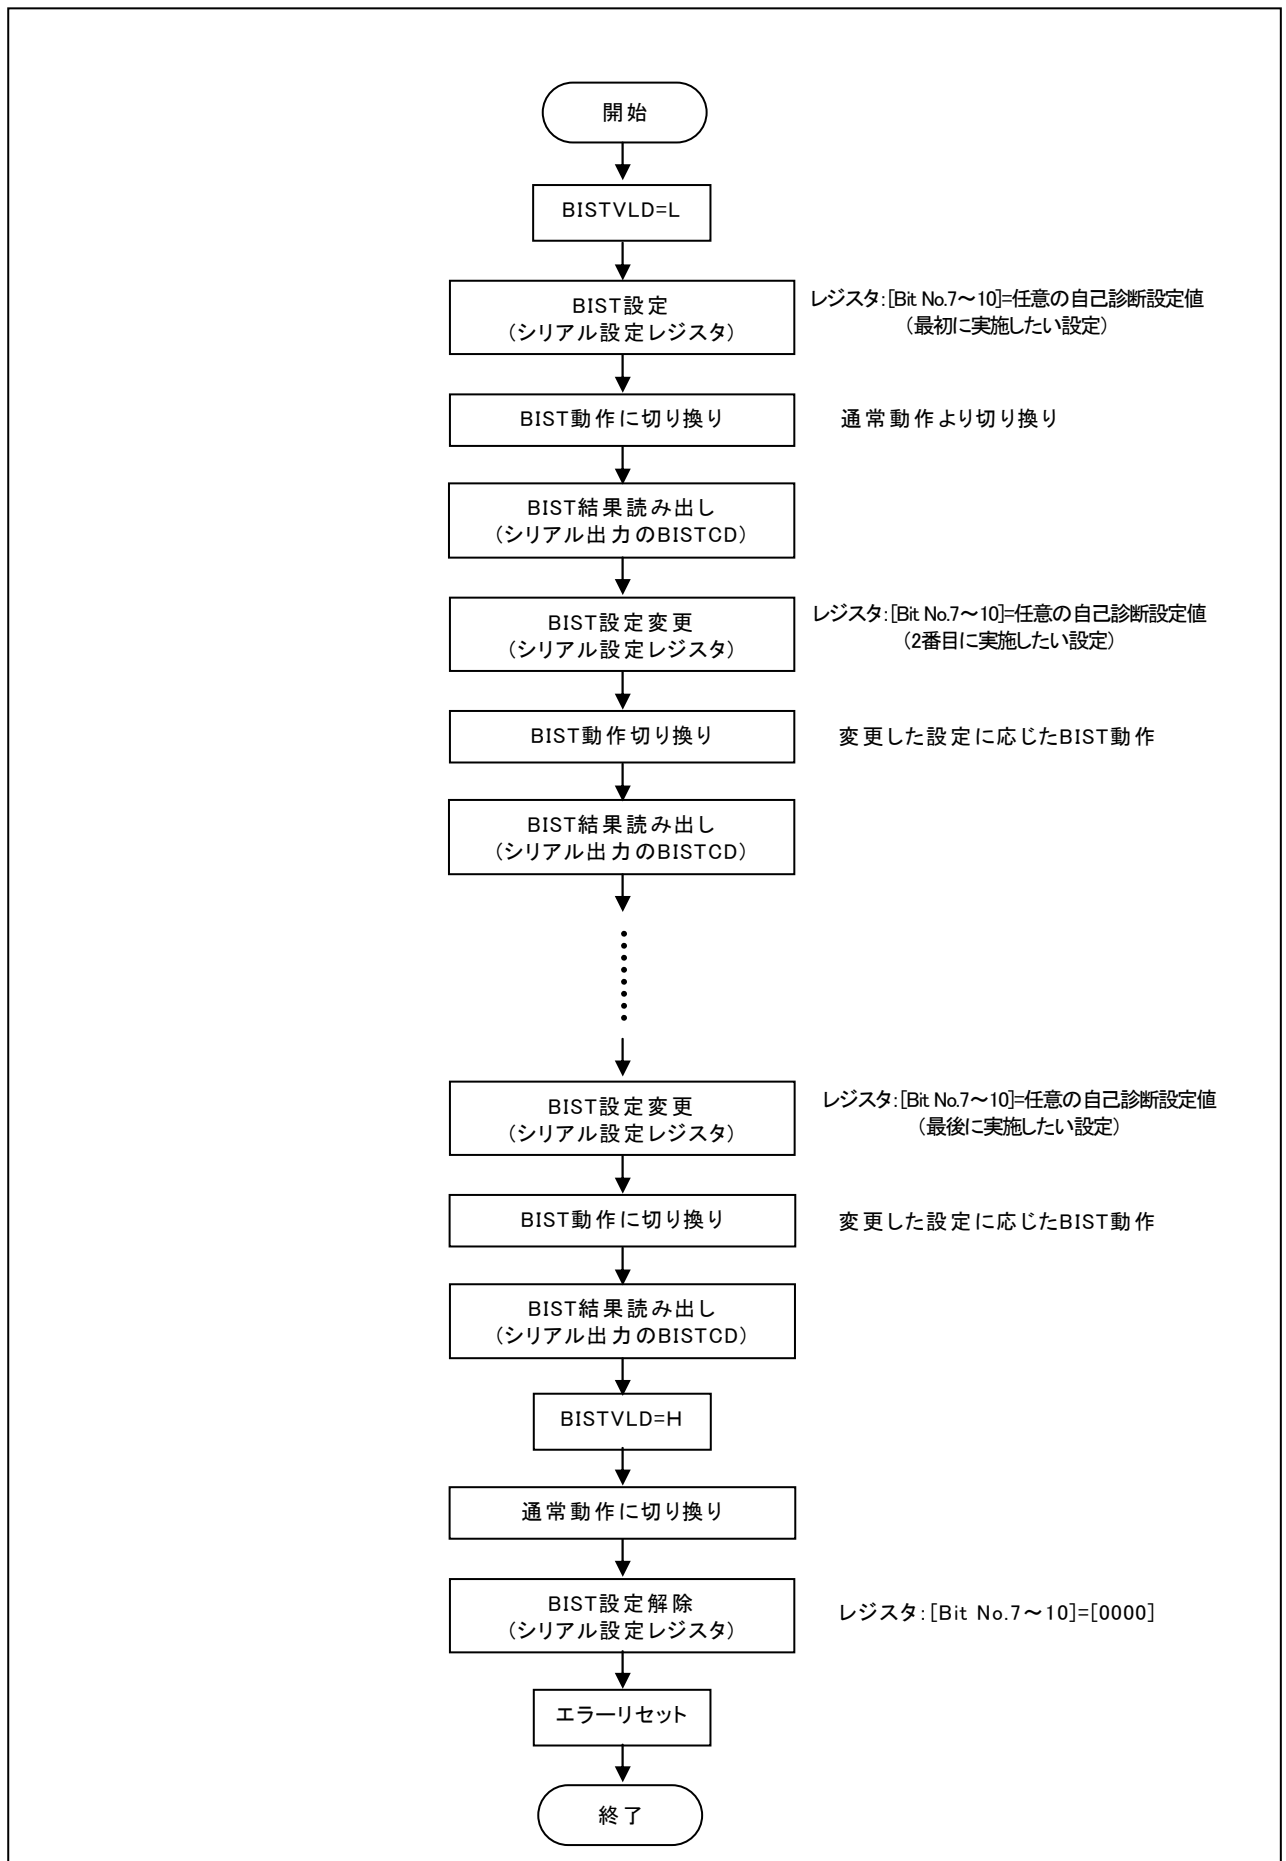 開始
BISTVLD=L
BIST設定
(シリアル設定レジスタ)
レジスタ:[Bit No.7～10]=任意の自己診断設定値
(最初に実施したい設定)
BIST動作に切り換り
通常動作より切り換り
BIST結果読み出し
(シリアル出力のBISTCD)
BIST設定変更
(シリアル設定レジスタ)
レジスタ:[Bit No.7～10]=任意の自己診断設定値
(2番目に実施したい設定)
BIST動作切り換り
変更した設定に応じたBIST動作
BIST結果読み出し
(シリアル出力のBISTCD)
BIST設定変更
(シリアル設定レジスタ)
レジスタ:[Bit No.7～10]=任意の自己診断設定値
(最後に実施したい設定)
BIST動作に切り換り
変更した設定に応じたBIST動作
BIST結果読み出し
(シリアル出力のBISTCD)
BISTVLD=H
通常動作に切り換り
BIST設定解除
(シリアル設定レジスタ)
レジスタ:[Bit No.7～10]=[0000]
エラーリセット
終了